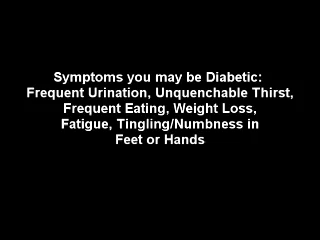 Symptoms you may be Diabetic:
Frequent Urination, Unquenchable Thirst,
Frequent Eating, Weight Loss,
Fatigue, Tingling/Numbness in
Feet or Hands